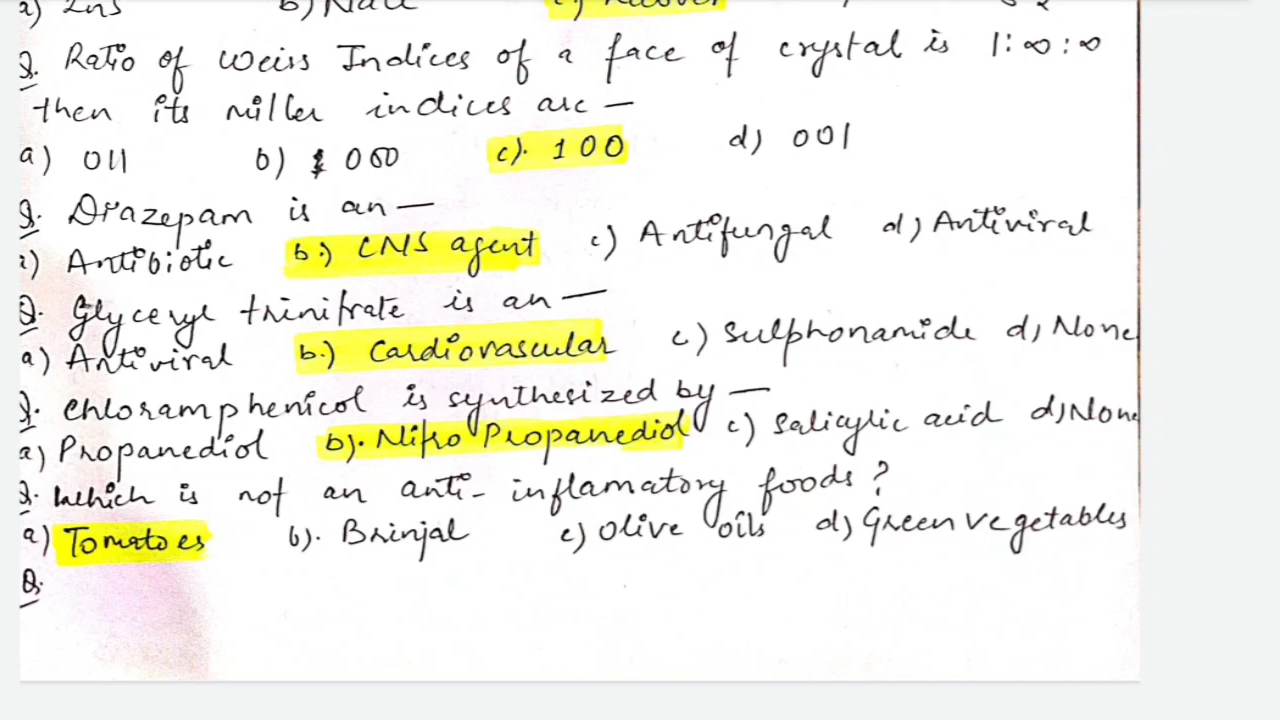 a) ZnS b) NaCl
Q. Ratio of Weiss Indices of a face of crystal is 1:∞:∞
then its miller indices are —
a) 011 b) 000 c). 100 d) 001
Q. Diazepam is an —
a) Antibiotic b.) CNS agent c) Antifungal d) Antiviral
Q. Glyceryl trinitrate is an —
a) Antiviral b.) Cardiovascular c) Sulphonamide d) None
Q. Chloramphenicol is synthesized by —
a) Propanediol b). Nitro Propanediol c) Salicylic acid d) None
Q. Which is not an anti- inflamatory foods?
a) Tomatoes b). Brinjal c) Olive oils d) Green vegetables
Q.